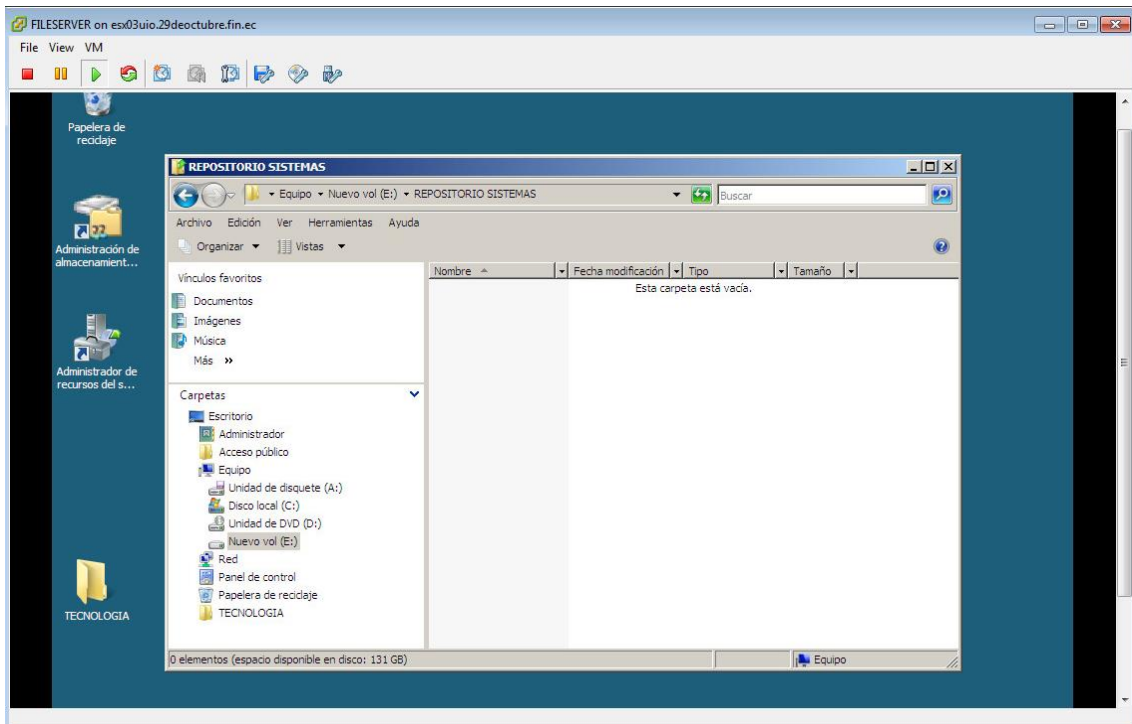 FILESERVER on esx03uio.29deoctubre.fin.ec
File View VM
Papelera de
reciclaje
REPOSITORIO SISTEMAS
Equipo Nuevo vol (E:) REPOSITORIO SISTEMAS
Buscar
Archivo Edición Ver Herramientas Ayuda
Organizar Vistas
Administración de
almacenamient...
Vínculos favoritos
Documentos
Imágenes
Música
Más »
Nombre Fecha modificación Tipo Tamaño
Esta carpeta está vacía.
Administrador de
recursos del s...
Carpetas
Escritorio
Administrador
Acceso público
Equipo
Unidad de disquete (A:)
Disco local (C:)
Unidad de DVD (D:)
Nuevo vol (E:)
Red
Panel de control
Papelera de reciclaje
TECNOLOGIA
TECNOLOGIA
0 elementos (espacio disponible en disco: 131 GB)
Equipo